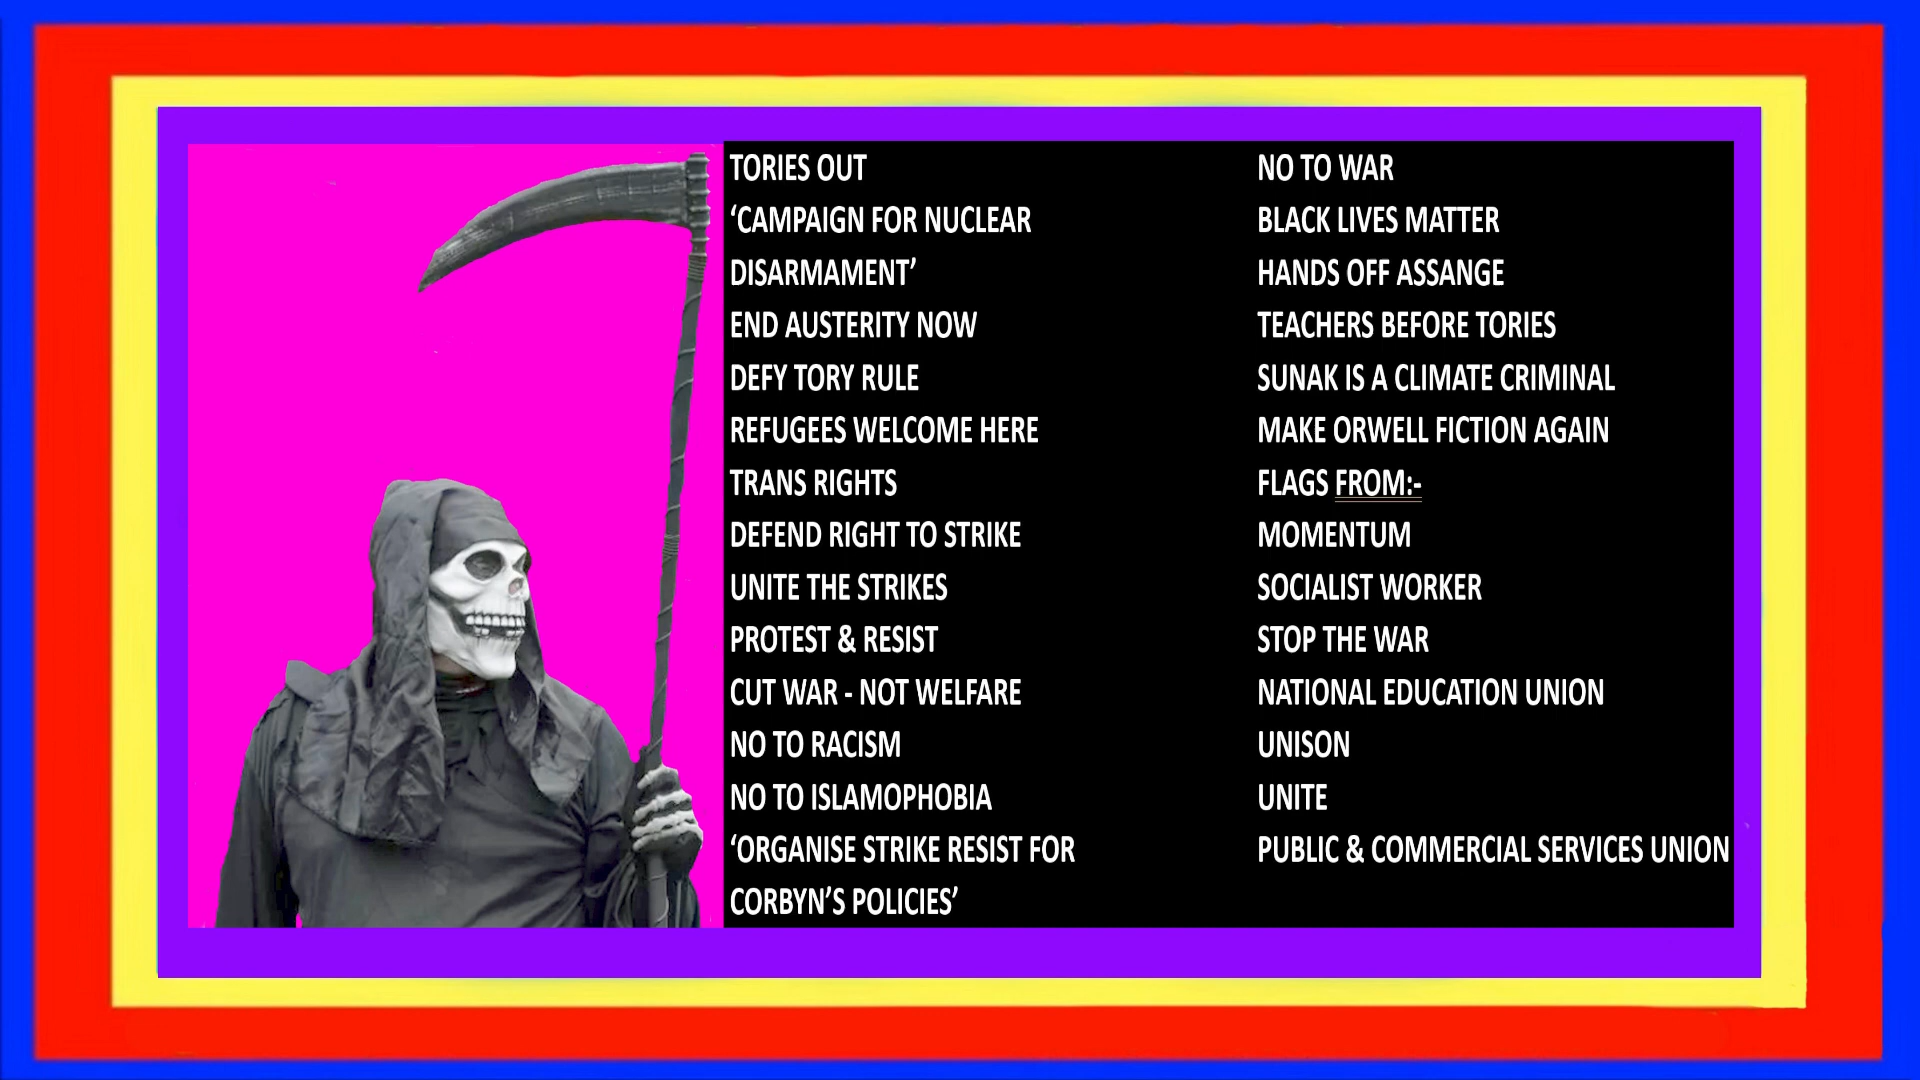 TORIES OUT
‘CAMPAIGN FOR NUCLEAR
DISARMAMENT’
END AUSTERITY NOW
DEFY TORY RULE
REFUGEES WELCOME HERE
TRANS RIGHTS
DEFEND RIGHT TO STRIKE
UNITE THE STRIKES
PROTEST & RESIST
CUT WAR - NOT WELFARE
NO TO RACISM
NO TO ISLAMOPHOBIA
‘ORGANISE STRIKE RESIST FOR
CORBYN’S POLICIES’
NO TO WAR
BLACK LIVES MATTER
HANDS OFF ASSANGE
TEACHERS BEFORE TORIES
SUNAK IS A CLIMATE CRIMINAL
MAKE ORWELL FICTION AGAIN
FLAGS FROM:-
MOMENTUM
SOCIALIST WORKER
STOP THE WAR
NATIONAL EDUCATION UNION
UNISON
UNITE
PUBLIC & COMMERCIAL SERVICES UNION